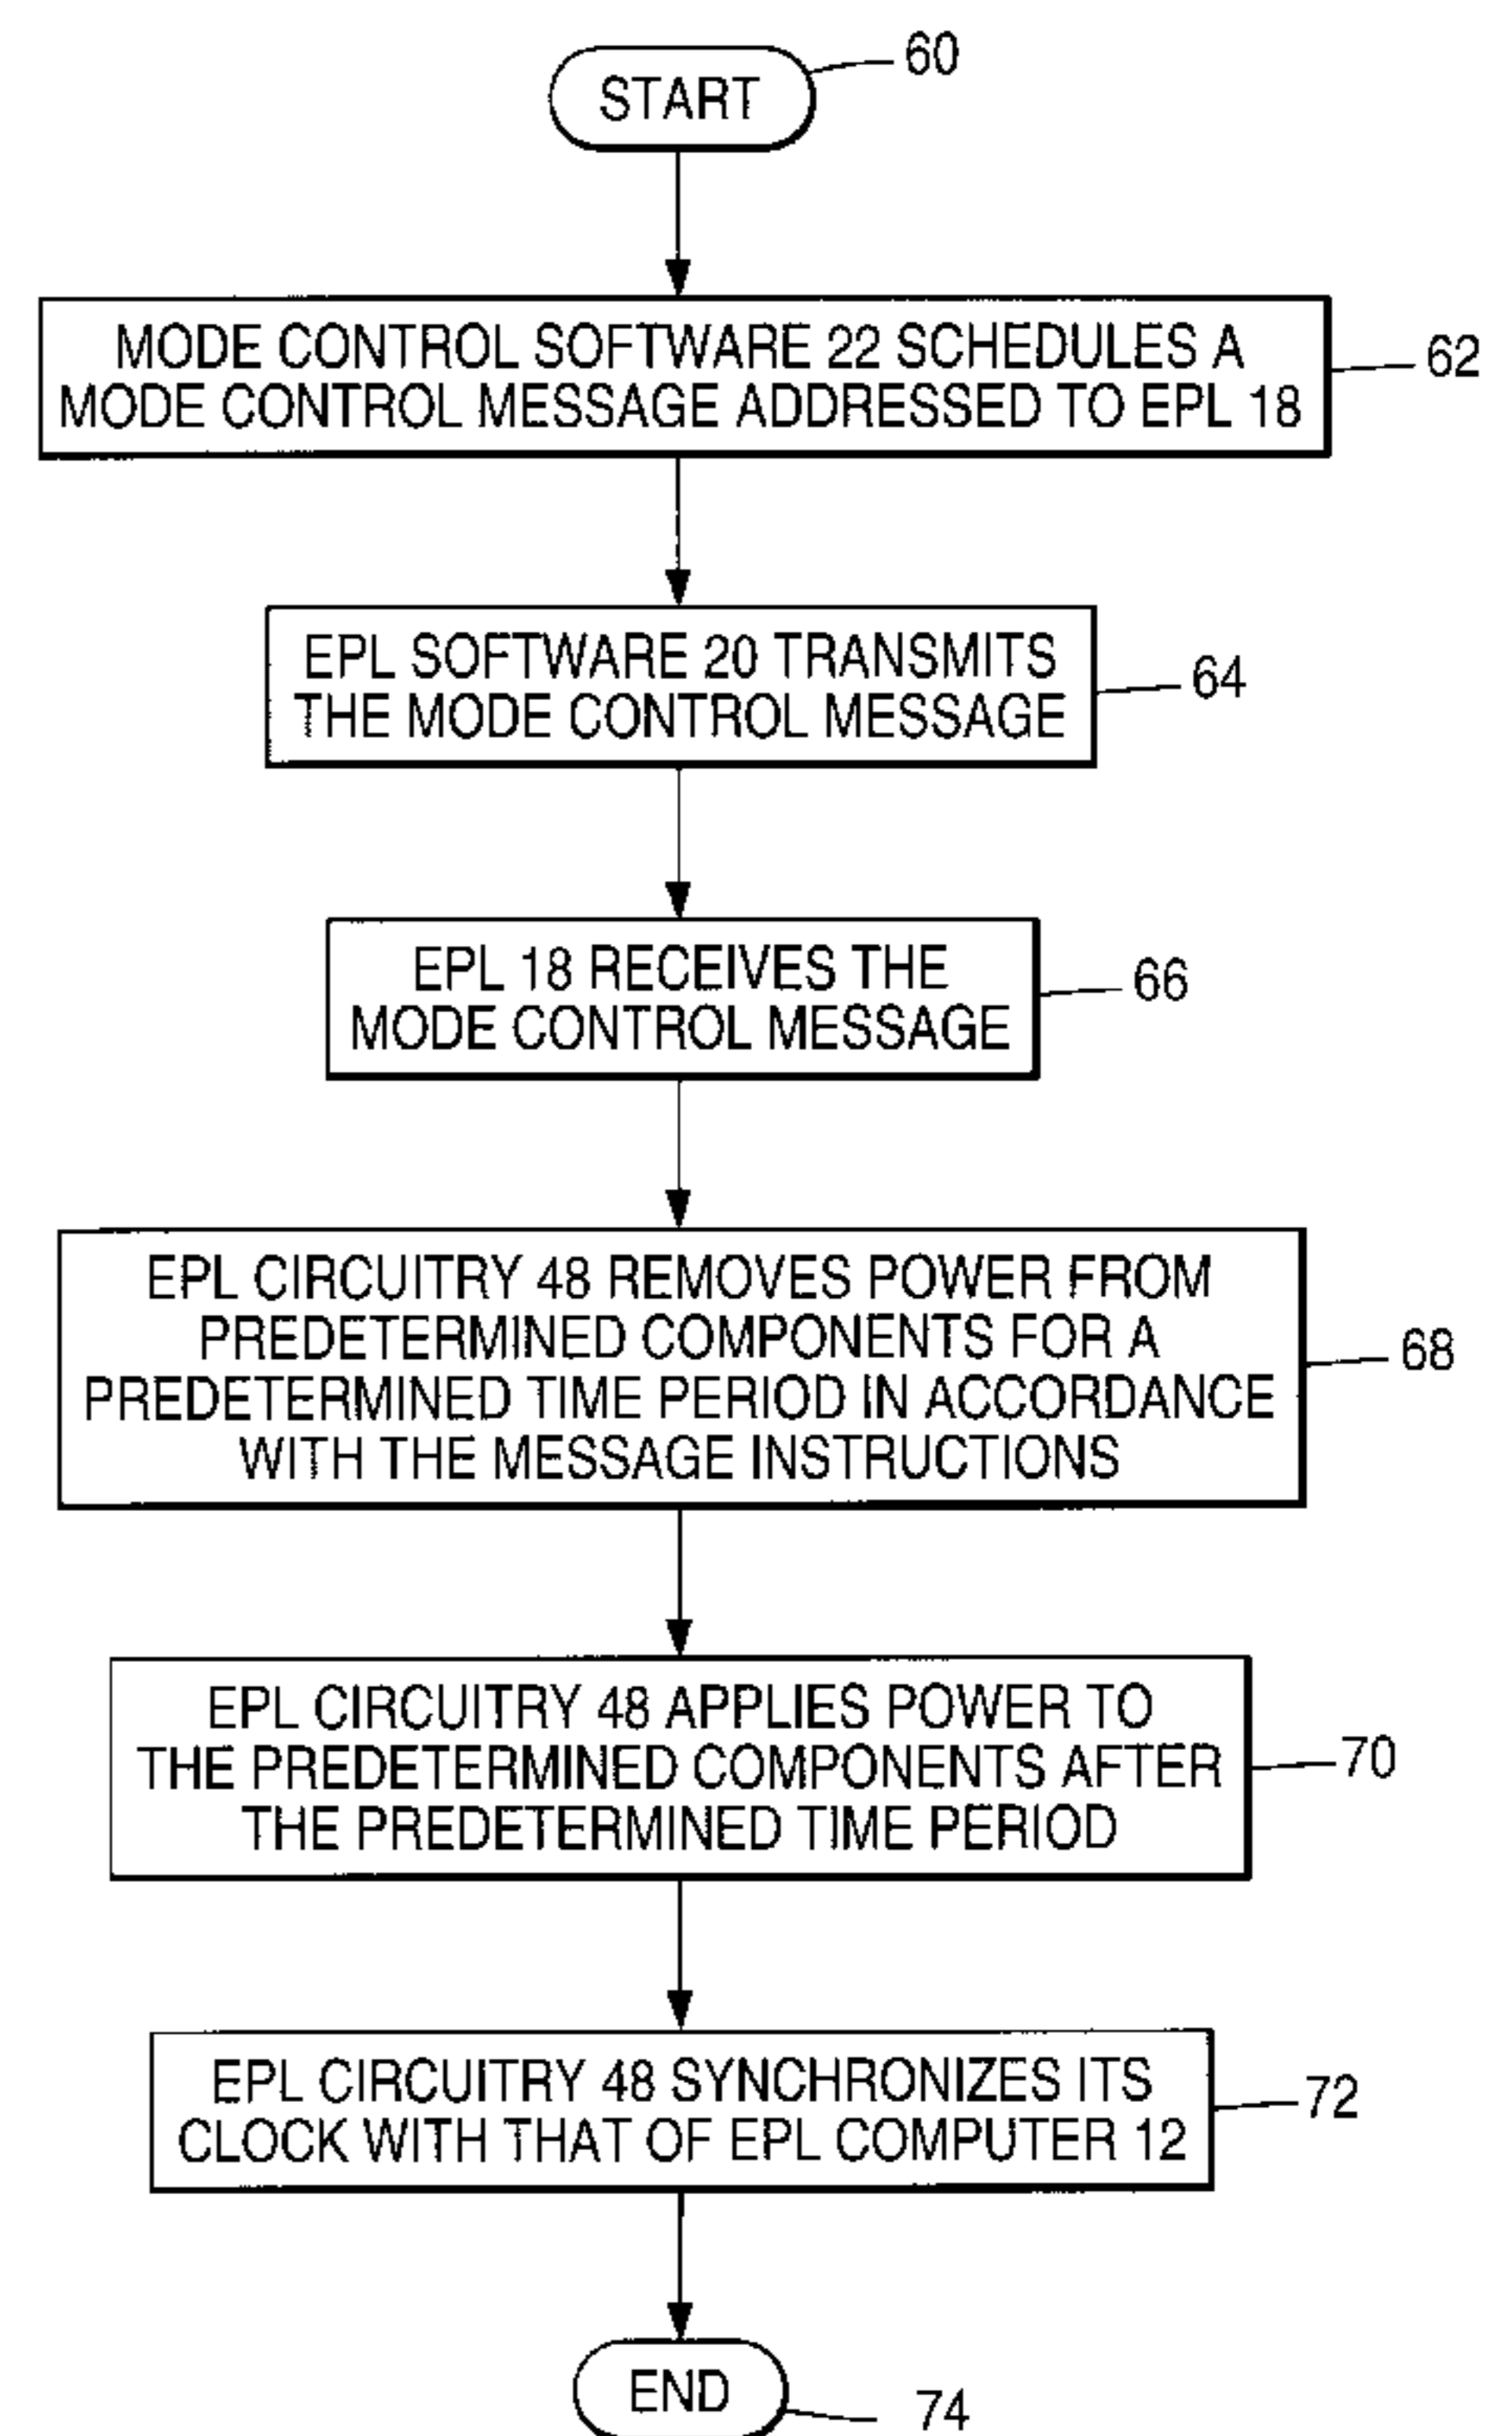 START
60
MODE CONTROL SOFTWARE 22 SCHEDULES A
MODE CONTROL MESSAGE ADDRESSED TO EPL 18
62
EPL SOFTWARE 20 TRANSMITS
THE MODE CONTROL MESSAGE
64
EPL 18 RECEIVES THE
MODE CONTROL MESSAGE
66
EPL CIRCUITRY 48 REMOVES POWER FROM
PREDETERMINED COMPONENTS FOR A
PREDETERMINED TIME PERIOD IN ACCORDANCE
WITH THE MESSAGE INSTRUCTIONS
68
EPL CIRCUITRY 48 APPLIES POWER TO
THE PREDETERMINED COMPONENTS AFTER
THE PREDETERMINED TIME PERIOD
70
EPL CIRCUITRY 48 SYNCHRONIZES ITS
CLOCK WITH THAT OF EPL COMPUTER 12
72
END
74